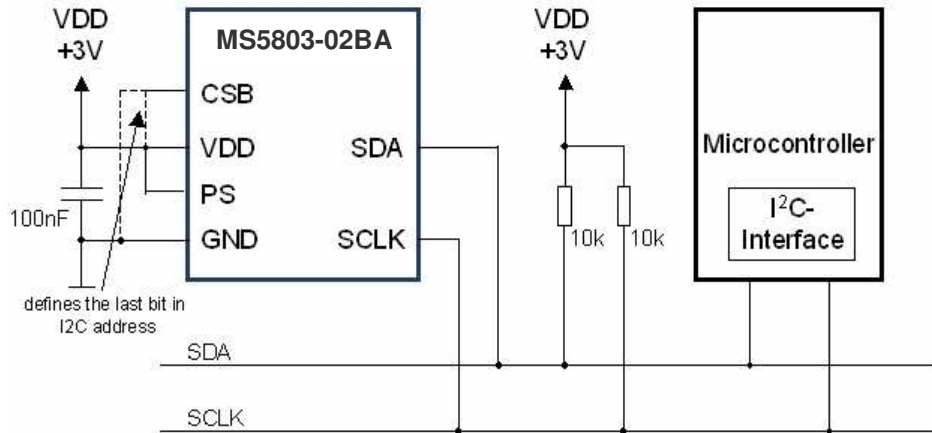 VDD
+3V
MS5803-02BA
CSB
VDD
PS
GND
SDA
SCLK
100nF
defines the last bit in
I2C address
VDD
+3V
10k
10k
Microcontroller
I²C-
Interface
SDA
SCLK